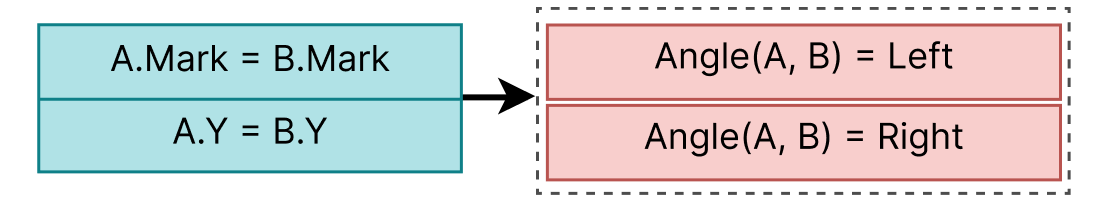 A.Mark = B.Mark
A.Y = B.Y
Angle(A, B) = Left
Angle(A, B) = Right